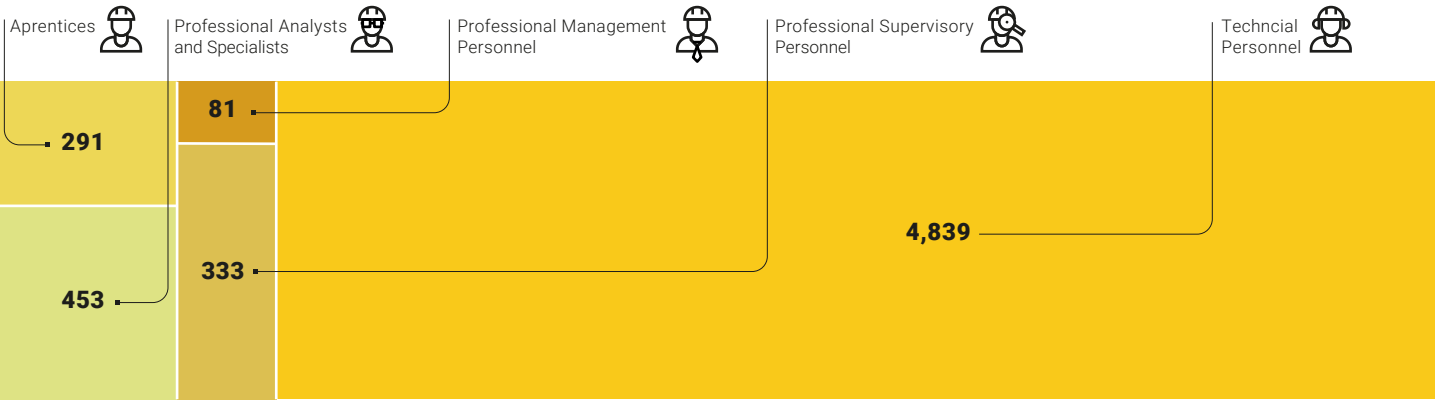 Aprentices
Professional Analysts
and Specialists
Professional Management
Personnel
Professional Supervisory
Personnel
Techncial
Personnel
81
291
4,839
333
453